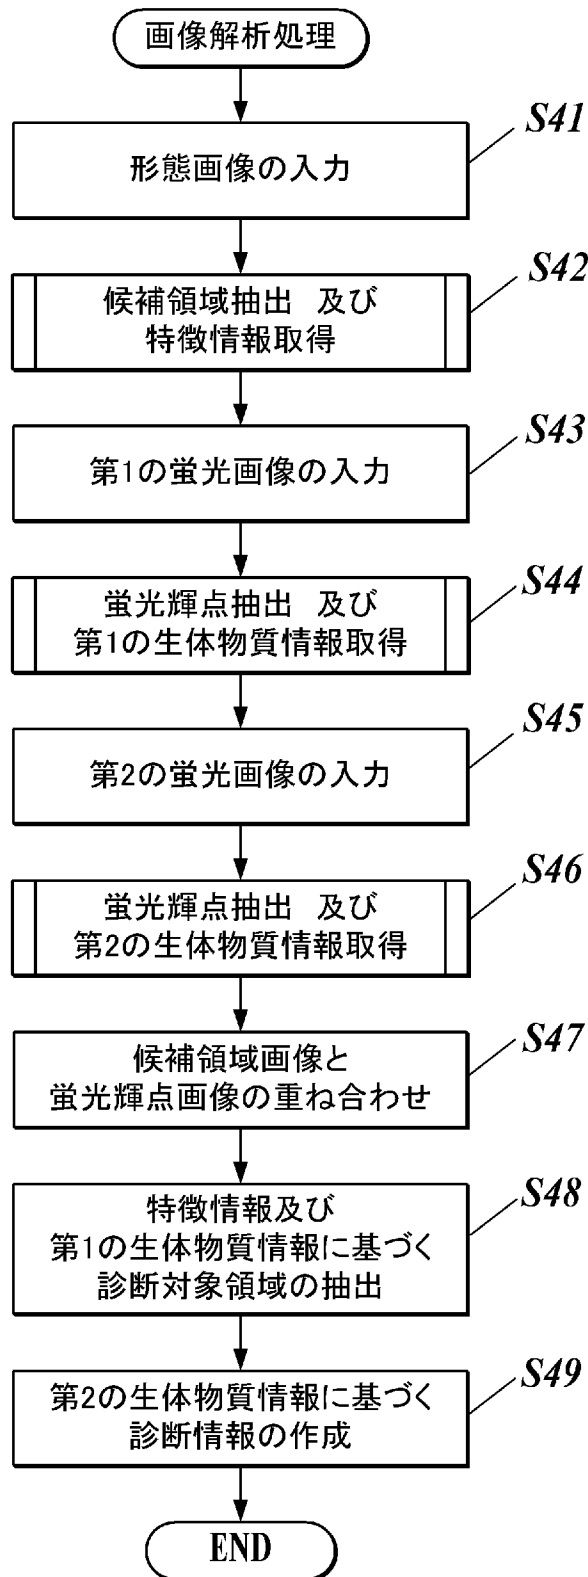 画像解析処理
S41
形態画像の入力
S42
候補領域抽出 及び
特徴情報取得
S43
第1の蛍光画像の入力
S44
蛍光輝点抽出 及び
第1の生体物質情報取得
S45
第2の蛍光画像の入力
S46
蛍光輝点抽出 及び
第2の生体物質情報取得
S47
候補領域画像と
蛍光輝点画像の重ね合わせ
S48
特徴情報及び
第1の生体物質情報に基づく
診断対象領域の抽出
S49
第2の生体物質情報に基づく
診断情報の作成
END